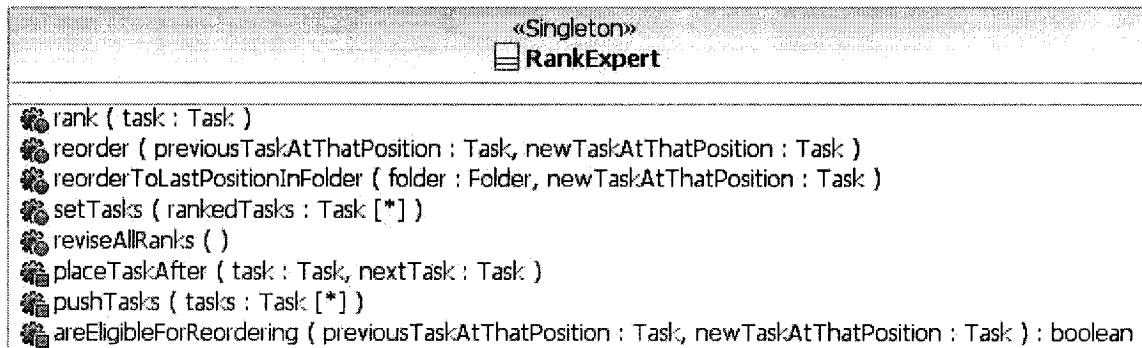 «Singleton»
RankExpert
rank ( task : Task )
reorder ( previousTaskAtThatPosition : Task, newTaskAtThatPosition : Task )
reorderToLastPositionInFolder ( folder : Folder, newTaskAtThatPosition : Task )
setTasks ( rankedTasks : Task [*] )
reviseAllRanks ( )
placeTaskAfter ( task : Task, nextTask : Task )
pushTasks ( tasks : Task [*] )
areEligibleForReordering ( previousTaskAtThatPosition : Task, newTaskAtThatPosition : Task ) : boolean